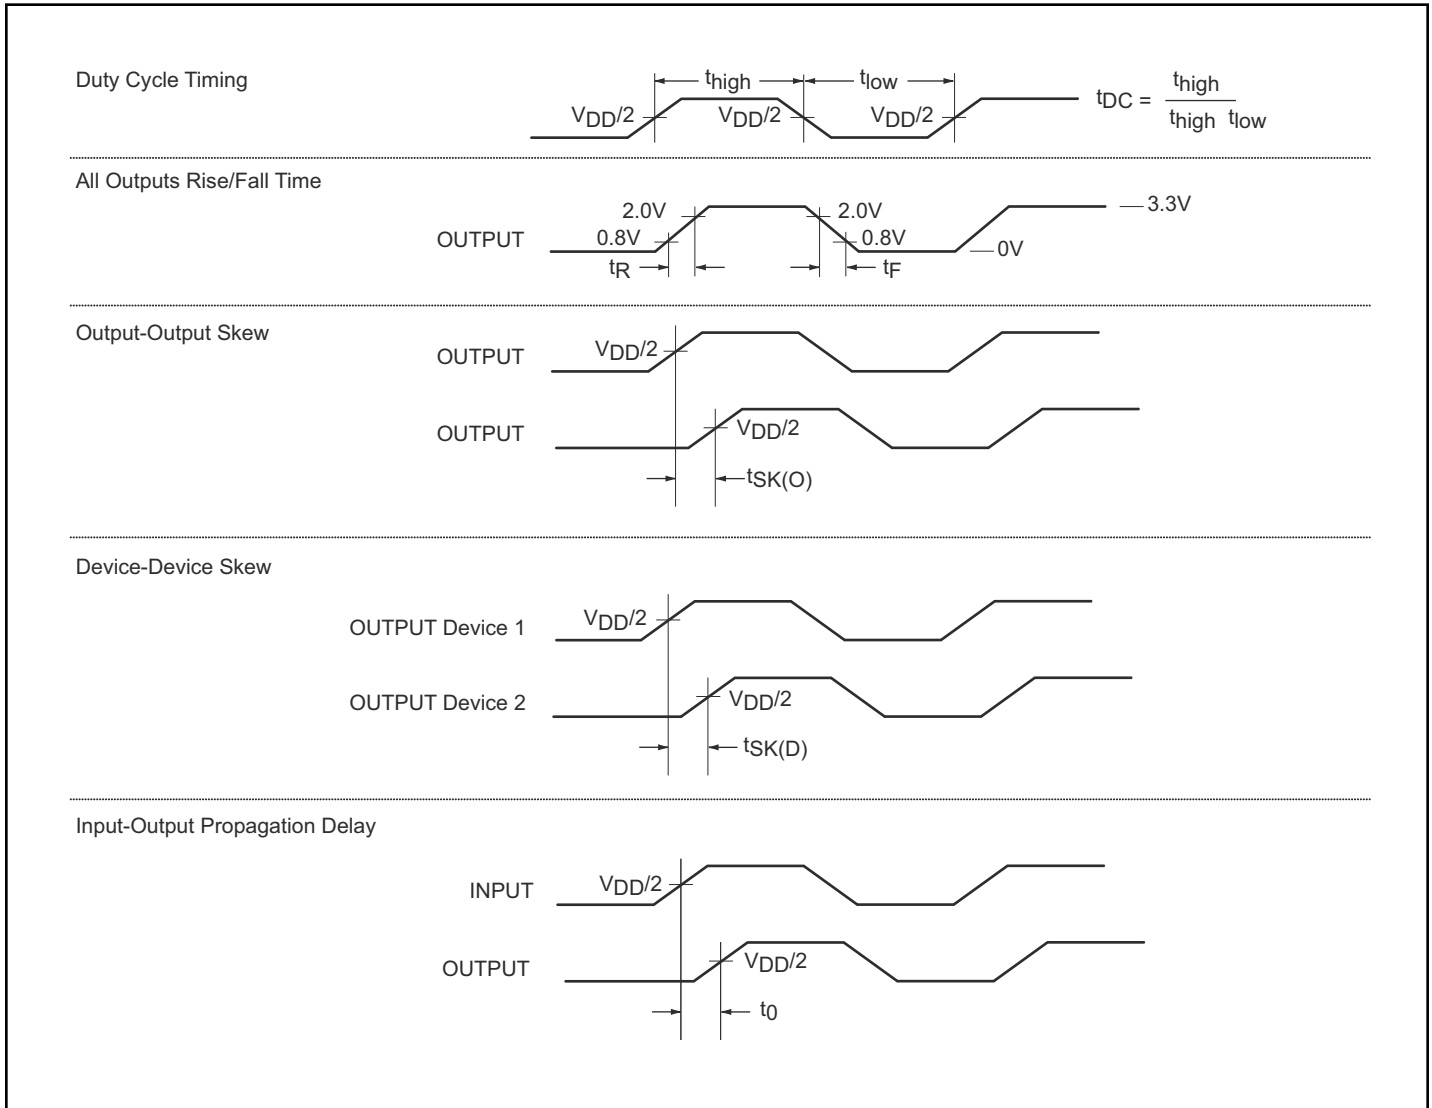 Duty Cycle Timing
thigh
tlow
VDD/2
VDD/2
VDD/2
tDC = thigh
thigh tlow
All Outputs Rise/Fall Time
OUTPUT
2.0V
0.8V
2.0V
0.8V
3.3V
0V
tR
tF
Output-Output Skew
OUTPUT
VDD/2
OUTPUT
VDD/2
tSK(O)
Device-Device Skew
OUTPUT Device 1
VDD/2
OUTPUT Device 2
VDD/2
tSK(D)
Input-Output Propagation Delay
INPUT
VDD/2
OUTPUT
VDD/2
t0